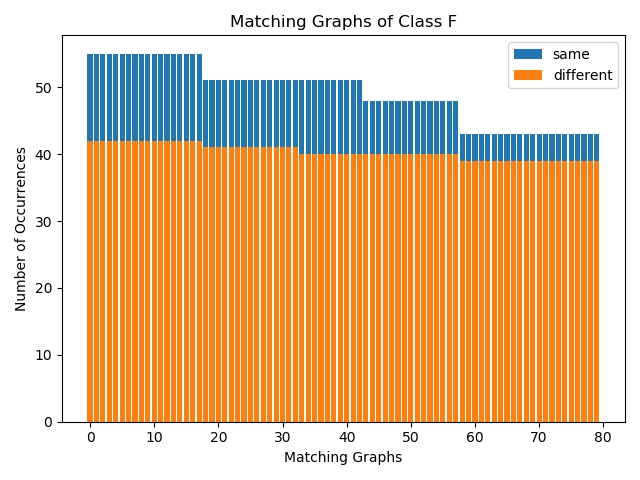 Matching Graphs of Class F
same
different
Number of Occurrences
50
40
30
20
10
0
0 10 20 30 40 50 60 70 80
Matching Graphs